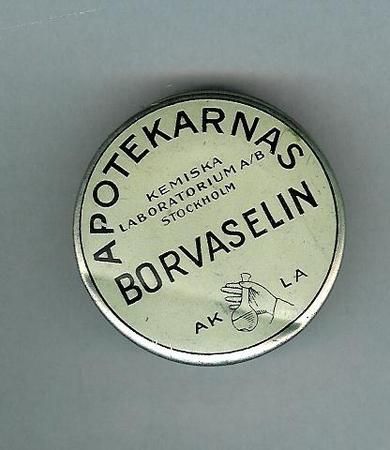 APOTEKARNAS
KEMISKA
LABORATORIUM A/B
STOCKHOLM
BORVASELIN
AK LA